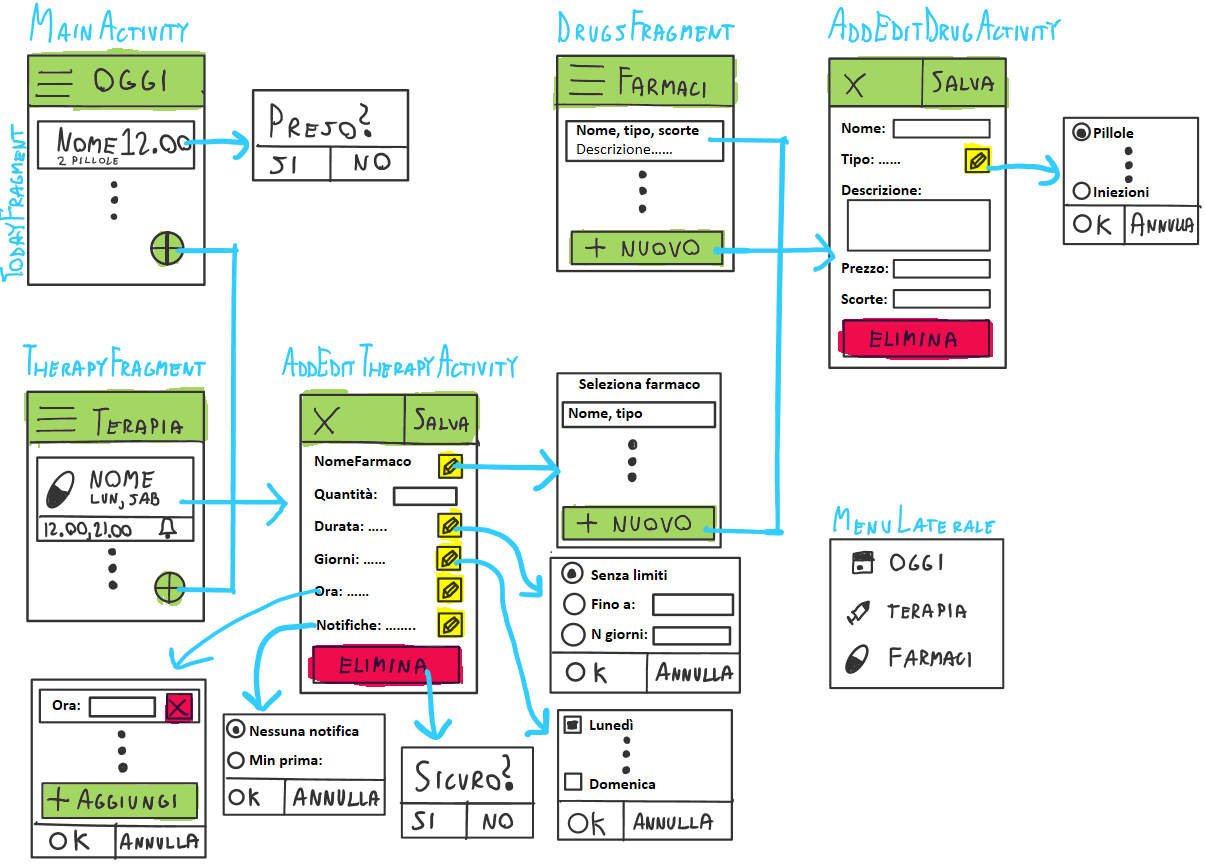 MAINACTIVITY
OGGI
TODAYFRAGMENT
NOME 12.00
2 PILLOLE
PRESO?
SI NO
DRUGSFRAGMENT
FARMACI
Nome, tipo, scorte
Descrizione......
+ NUOVO
ADDEDITDRUGACTIVITY
X SALVA
Nome:
Tipo: ......
Descrizione:
Prezzo:
Scorte:
ELIMINA
Pillole
Iniezioni
OK ANNULLA
THERAPYFRAGMENT
TERAPIA
NOME
LUN, SAB
12.00, 21.00
ADDEDITTHERAPYACTIVITY
X SALVA
NomeFarmaco
Quantità:
Durata: .....
Giorni: ......
Ora: ......
Notifiche: ........
ELIMINA
Seleziona farmaco
Nome, tipo
+ NUOVO
Senza limiti
Fino a:
N giorni:
OK ANNULLA
MENU LATERALE
OGGI
TERAPIA
FARMACI
Ora: X
+ AGGIUNGI
OK ANNULLA
Nessuna notifica
Min prima:
OK ANNULLA
SICURO?
SI NO
Lunedì
Domenica
OK ANNULLA